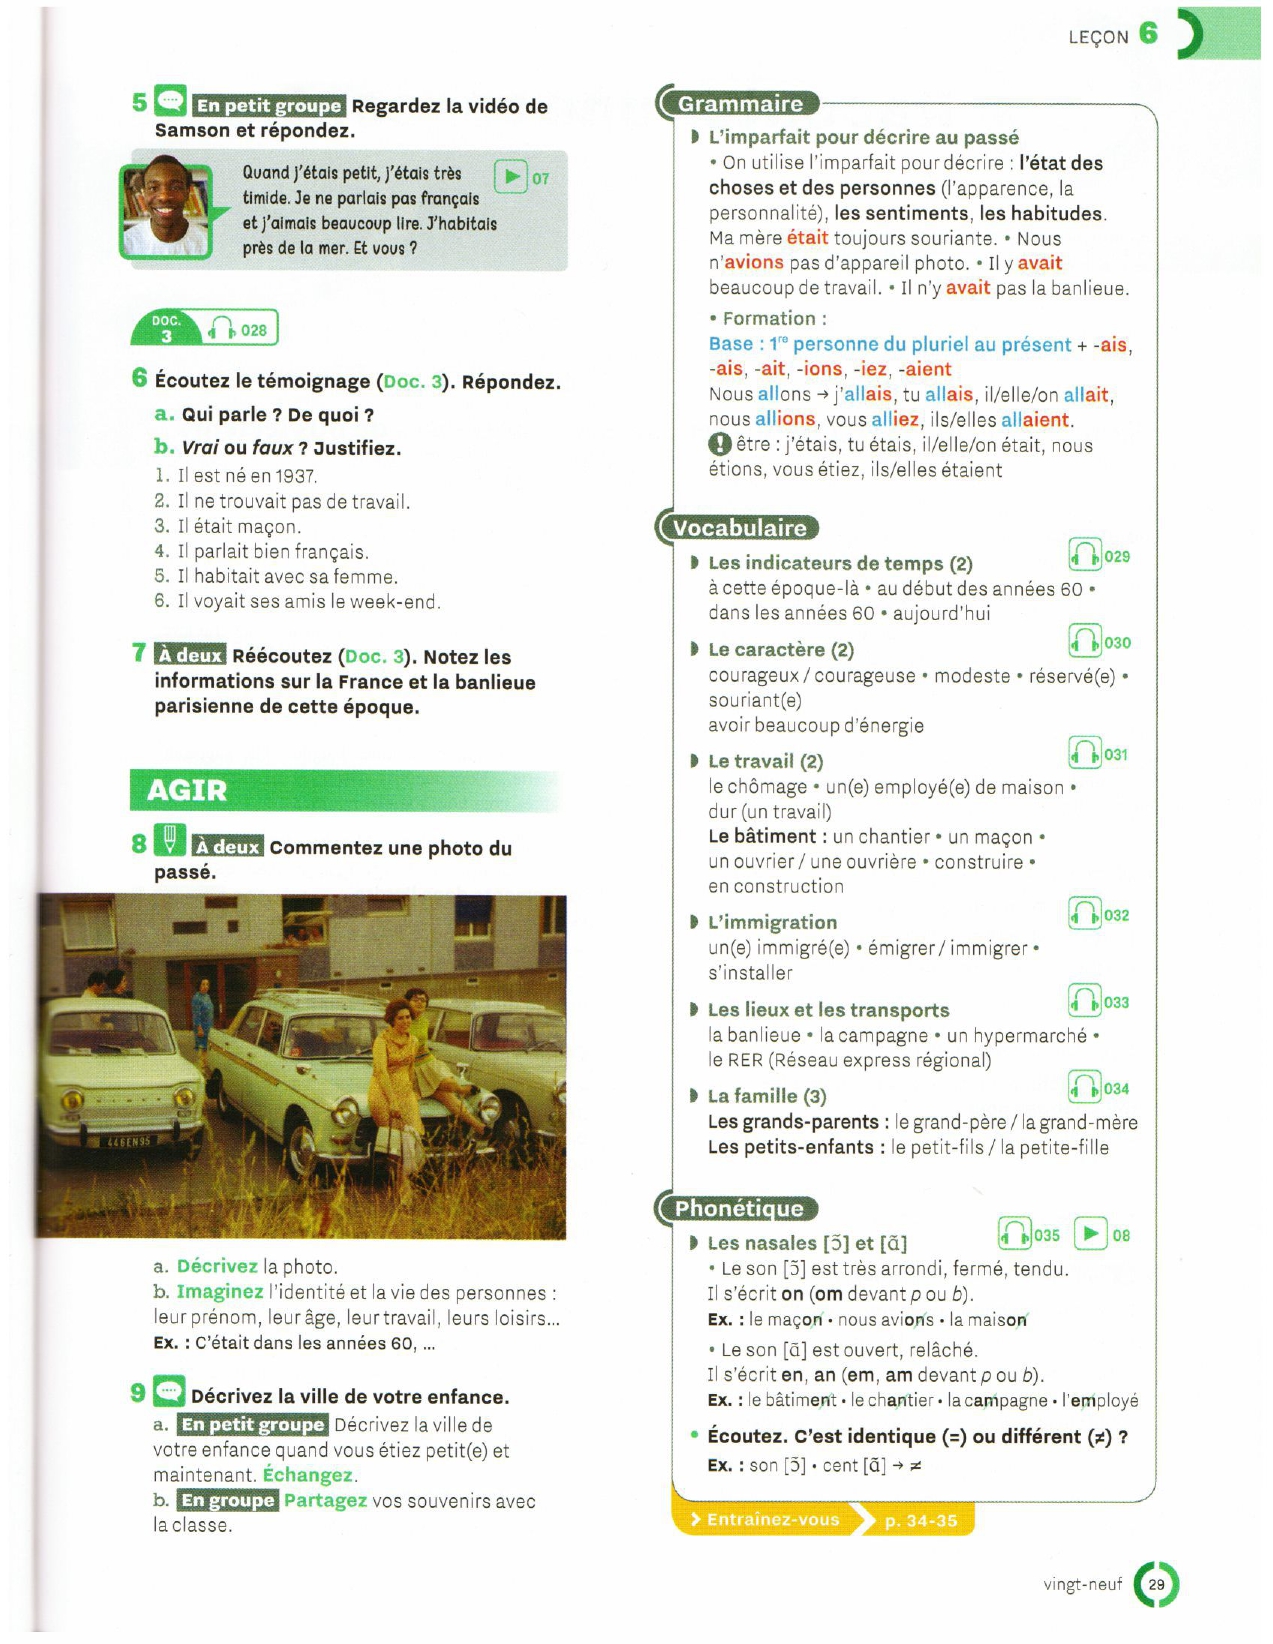 LEÇON 6
5 En petit groupe Regardez la vidéo de
Samson et répondez.
Quand j'étais petit, j'étais très
timide. Je ne parlais pas français
et j'aimais beaucoup lire. J'habitais
près de la mer. Et vous ?
07
DOC.
3
028
6 Écoutez le témoignage (Doc. 3). Répondez.
a. Qui parle ? De quoi ?
b. Vrai ou faux ? Justifiez.
1. Il est né en 1937.
2. Il ne trouvait pas de travail.
3. Il était maçon.
4. Il parlait bien français.
5. Il habitait avec sa femme.
6. Il voyait ses amis le week-end.
7 À deux Réécoutez (Doc. 3). Notez les
informations sur la France et la banlieue
parisienne de cette époque.
AGIR
8 À deux Commentez une photo du
passé.
446EN95
a. Décrivez la photo.
b. Imaginez l'identité et la vie des personnes :
leur prénom, leur âge, leur travail, leurs loisirs...
Ex. : C'était dans les années 60, ...
9 Décrivez la ville de votre enfance.
a. En petit groupe Décrivez la ville de
votre enfance quand vous étiez petit(e) et
maintenant. Échangez.
b. En groupe Partagez vos souvenirs avec
la classe.
Grammaire
L'imparfait pour décrire au passé
• On utilise l'imparfait pour décrire : l'état des
choses et des personnes (l'apparence, la
personnalité), les sentiments, les habitudes.
Ma mère était toujours souriante. • Nous
n'avions pas d'appareil photo. • Il y avait
beaucoup de travail. • Il n'y avait pas la banlieue.
• Formation :
Base : 1re personne du pluriel au présent + -ais,
-ais, -ait, -ions, -iez, -aient
Nous allons → j'allais, tu allais, il/elle/on allait,
nous allions, vous alliez, ils/elles allaient.
! être : j'étais, tu étais, il/elle/on était, nous
étions, vous étiez, ils/elles étaient
Vocabulaire
Les indicateurs de temps (2) 029
à cette époque-là • au début des années 60 •
dans les années 60 • aujourd'hui
Le caractère (2) 030
courageux / courageuse • modeste • réservé(e) •
souriant(e)
avoir beaucoup d'énergie
Le travail (2) 031
le chômage • un(e) employé(e) de maison •
dur (un travail)
Le bâtiment : un chantier • un maçon •
un ouvrier / une ouvrière • construire •
en construction
L'immigration 032
un(e) immigré(e) • émigrer / immigrer •
s'installer
Les lieux et les transports 033
la banlieue • la campagne • un hypermarché •
le RER (Réseau express régional)
La famille (3) 034
Les grands-parents : le grand-père / la grand-mère
Les petits-enfants : le petit-fils / la petite-fille
Phonétique
Les nasales [ɔ̃] et [ɑ̃] 035 08
• Le son [ɔ̃] est très arrondi, fermé, tendu.
Il s'écrit on (om devant p ou b).
Ex. : le maçon • nous avions • la maison
• Le son [ɑ̃] est ouvert, relâché.
Il s'écrit en, an (em, am devant p ou b).
Ex. : le bâtiment • le chantier • la campagne • l'employé
• Écoutez. C'est identique (=) ou différent (≠) ?
Ex. : son [ɔ̃] • cent [ɑ̃] → ≠
> Entraînez-vous > p. 34-35
vingt-neuf 29